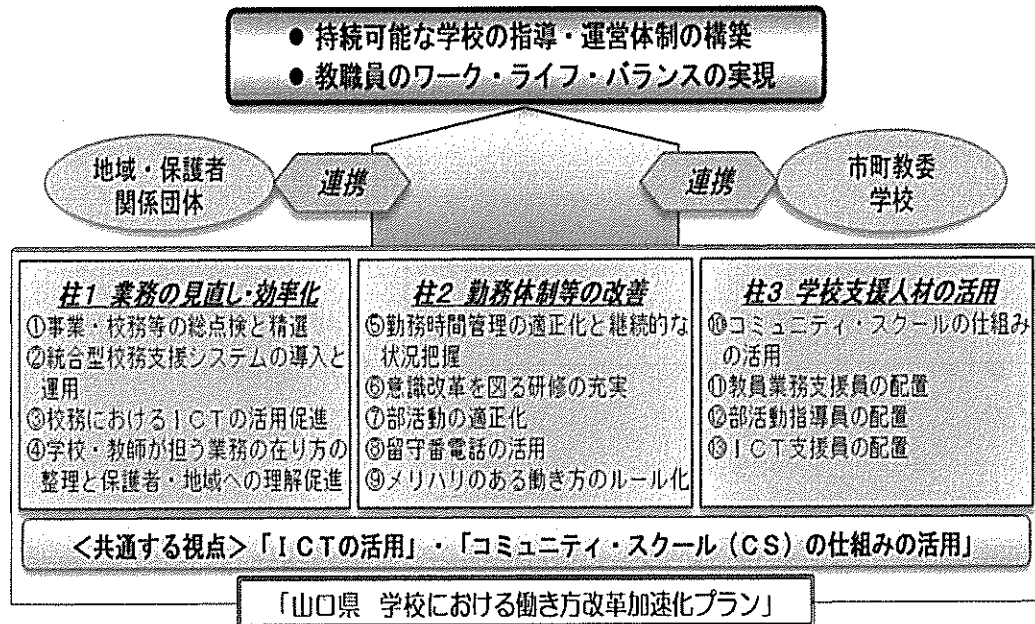 ● 持続可能な学校の指導・運営体制の構築
● 教職員のワーク・ライフ・バランスの実現
地域・保護者
関係団体
連携
連携
市町教委
学校
柱1 業務の見直し・効率化
①事業・校務等の総点検と精選
②統合型校務支援システムの導入と
運用
③校務におけるICTの活用促進
④学校・教師が担う業務の在り方の
整理と保護者・地域への理解促進
柱2 勤務体制等の改善
⑤勤務時間管理の適正化と継続的な
状況把握
⑥意識改革を図る研修の充実
⑦部活動の適正化
⑧留守番電話の活用
⑨メリハリのある働き方のルール化
柱3 学校支援人材の活用
⑩コミュニティ・スクールの仕組み
の活用
⑪教員業務支援員の配置
⑫部活動指導員の配置
⑬ICT支援員の配置
<共通する視点>「ICTの活用」・「コミュニティ・スクール(CS)の仕組みの活用」
「山口県 学校における働き方改革加速化プラン」